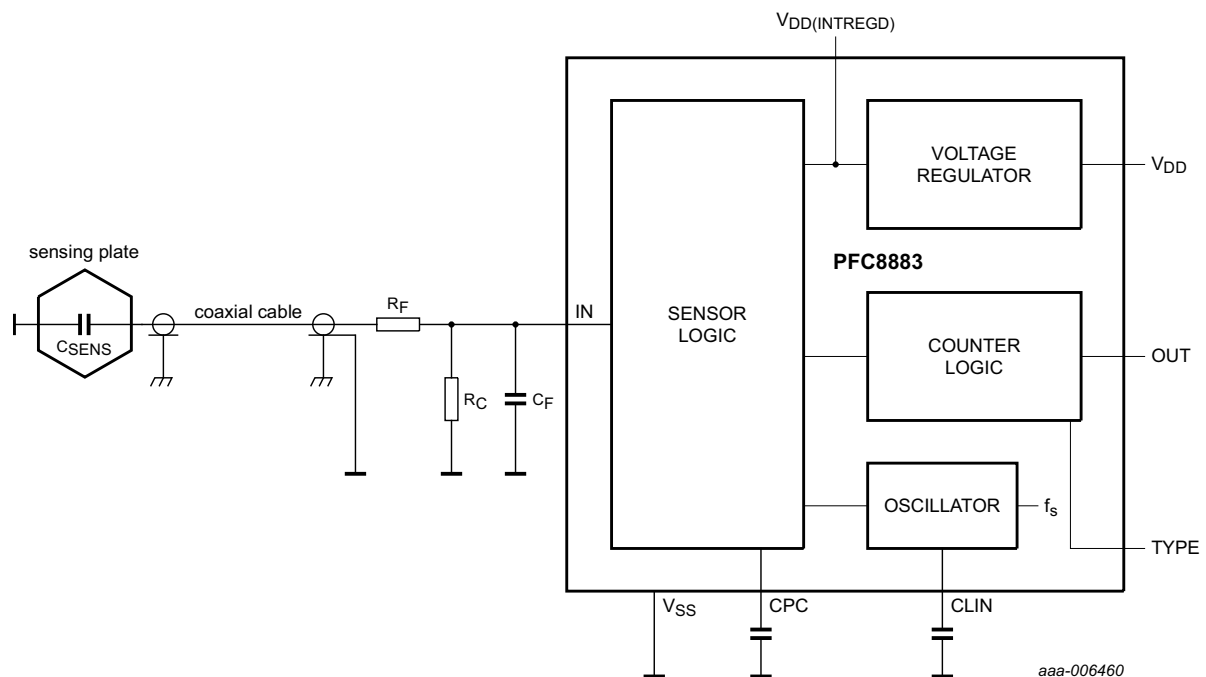 VDD(INTREGD)
VOLTAGE
REGULATOR
VDD
sensing plate
PFC8883
coaxial cable
RF
IN
SENSOR
LOGIC
CSENS
COUNTER
LOGIC
OUT
RC
CF
OSCILLATOR
fs
TYPE
VSS
CPC
CLIN
aaa-006460